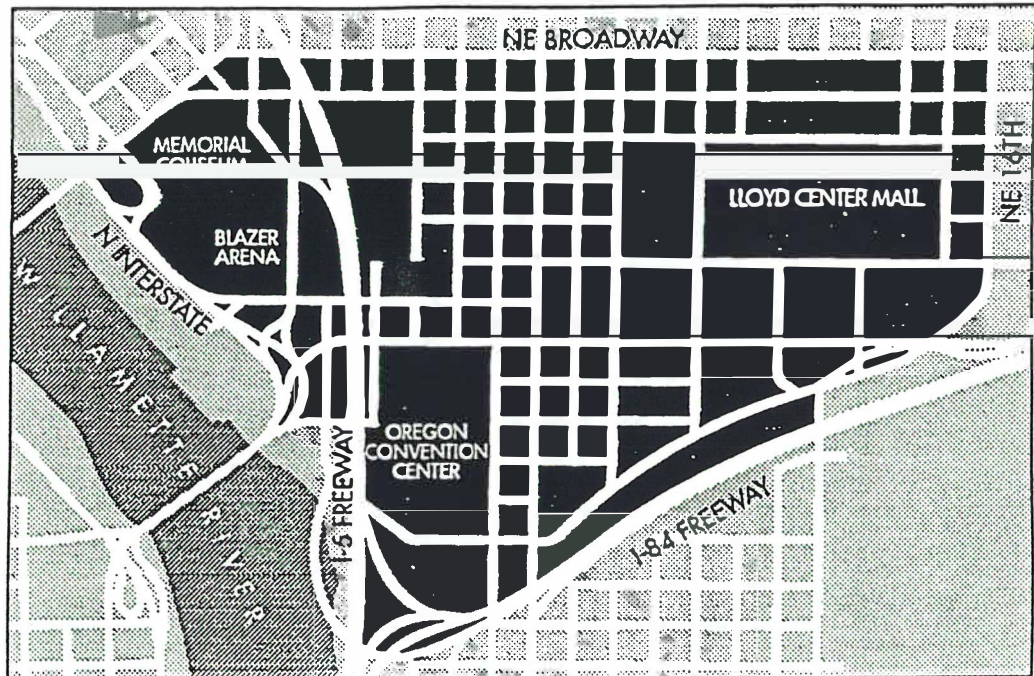 NE BROADWAY
MEMORIAL
COLISEUM
NE 16TH
LLOYD CENTER MALL
BLAZER
ARENA
N INTERSTATE
WILLAMETTE RIVER
OREGON
CONVENTION
CENTER
I-5 FREEWAY
I-84 FREEWAY